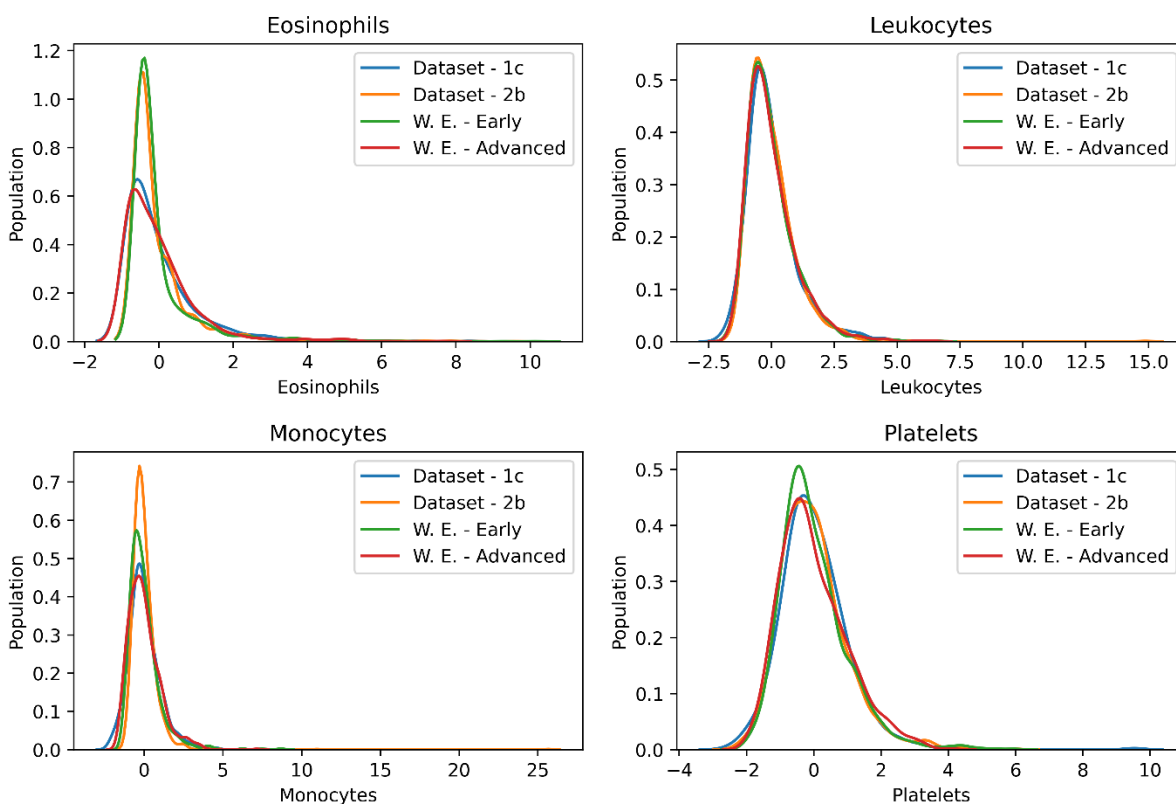 Eosinophils
Dataset - 1c
Dataset - 2b
W. E. - Early
W. E. - Advanced
Population
1.2
1.0
0.8
0.6
0.4
0.2
0.0
−2 0 2 4 6 8 10
Eosinophils
Leukocytes
Dataset - 1c
Dataset - 2b
W. E. - Early
W. E. - Advanced
Population
0.5
0.4
0.3
0.2
0.1
0.0
−2.5 0.0 2.5 5.0 7.5 10.0 12.5 15.0
Leukocytes
Monocytes
Dataset - 1c
Dataset - 2b
W. E. - Early
W. E. - Advanced
Population
0.7
0.6
0.5
0.4
0.3
0.2
0.1
0.0
0 5 10 15 20 25
Monocytes
Platelets
Dataset - 1c
Dataset - 2b
W. E. - Early
W. E. - Advanced
Population
0.5
0.4
0.3
0.2
0.1
0.0
−4 −2 0 2 4 6 8 10
Platelets